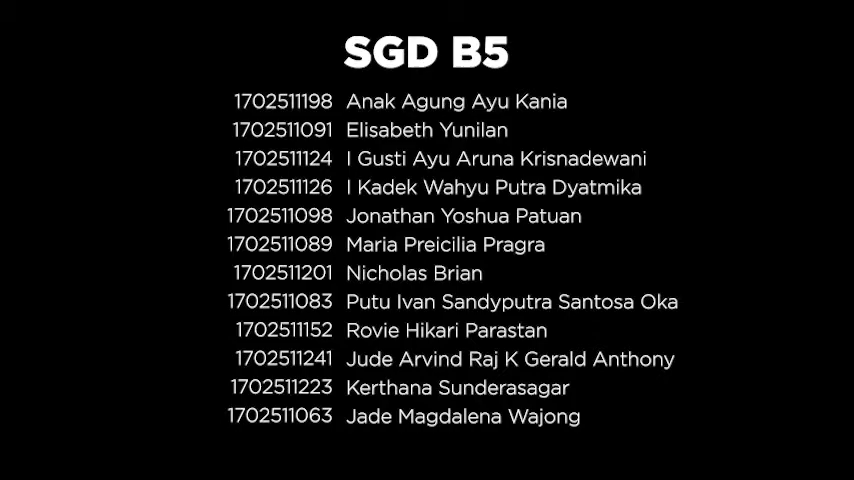 SGD B5
1702511198 Anak Agung Ayu Kania
1702511091 Elisabeth Yunilan
1702511124 I Gusti Ayu Aruna Krisnadewani
1702511126 I Kadek Wahyu Putra Dyatmika
1702511098 Jonathan Yoshua Patuan
1702511089 Maria Preicilia Pragra
1702511201 Nicholas Brian
1702511083 Putu Ivan Sandyputra Santosa Oka
1702511152 Rovie Hikari Parastan
1702511241 Jude Arvind Raj K Gerald Anthony
1702511223 Kerthana Sunderasagar
1702511063 Jade Magdalena Wajong